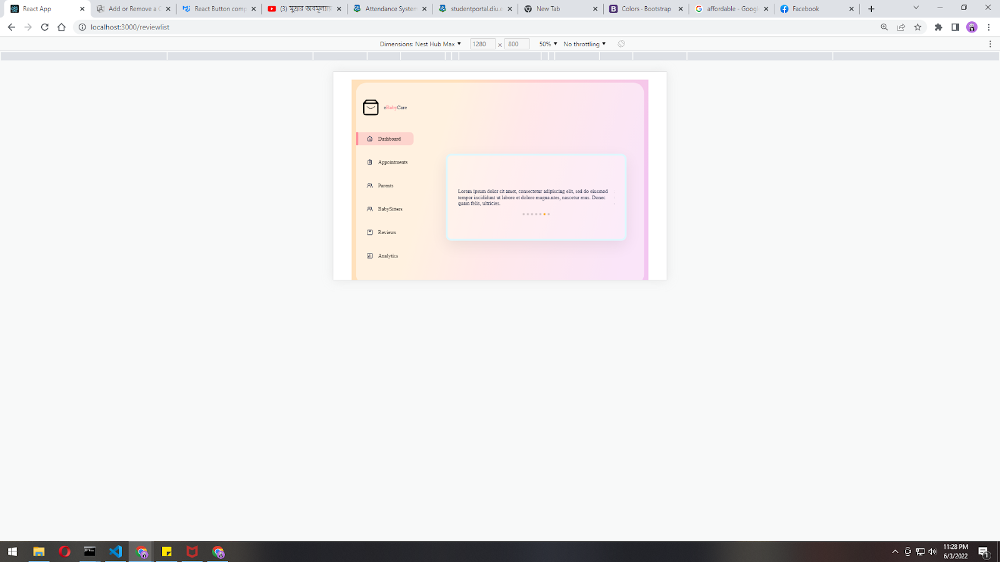 React App
Add or Remove a C
React Button comp
(3) মুদ্রার অবমূল্যায়
Attendance System
studentportal.diu.e
New Tab
Colors · Bootstrap
affordable - Googl
Facebook
localhost:3000/reviewlist
Dimensions: Nest Hub Max ▼ 1280 x 800 50% ▼ No throttling ▼
eBabyCare
Dashboard
Appointments
Parents
BabySitters
Reviews
Analytics
Lorem ipsum dolor sit amet, consectetur adipiscing elit, sed do eiusmod
tempor incididunt ut labore et dolore magna.ntes, nascetur mus. Donec
quam felis, ultricies.
11:28 PM
6/3/2022
1